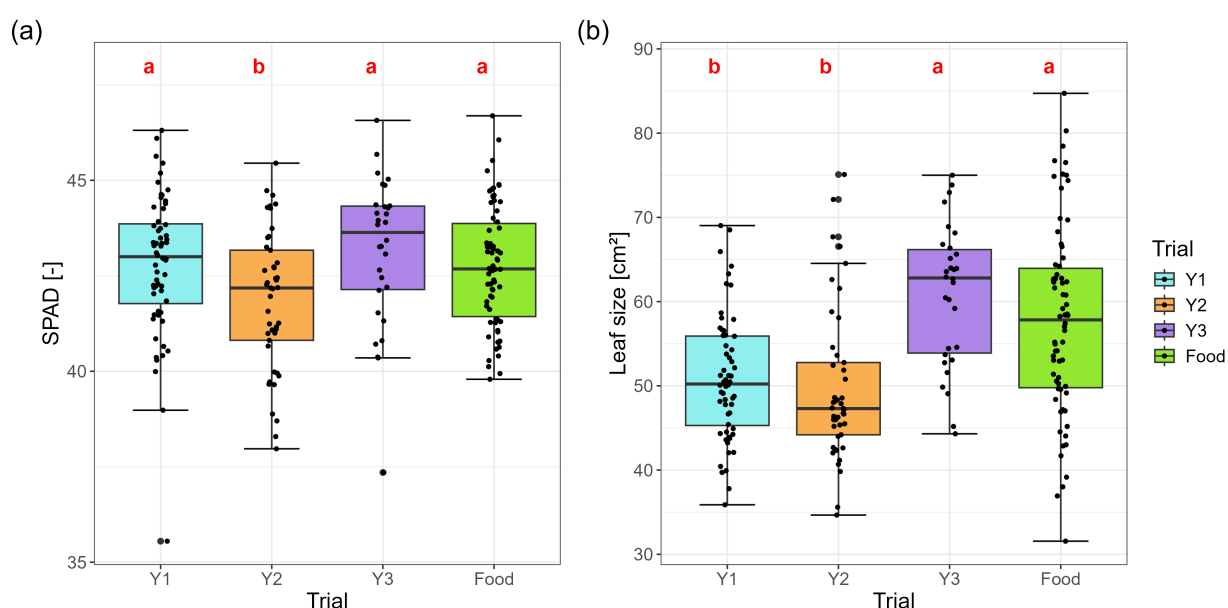 (a)
a b a a
SPAD [-]
45
40
35
Y1 Y2 Y3 Food
Trial
(b)
b b a a
Leaf size [cm²]
90
80
70
60
50
40
30
Y1 Y2 Y3 Food
Trial
Trial
Y1
Y2
Y3
Food